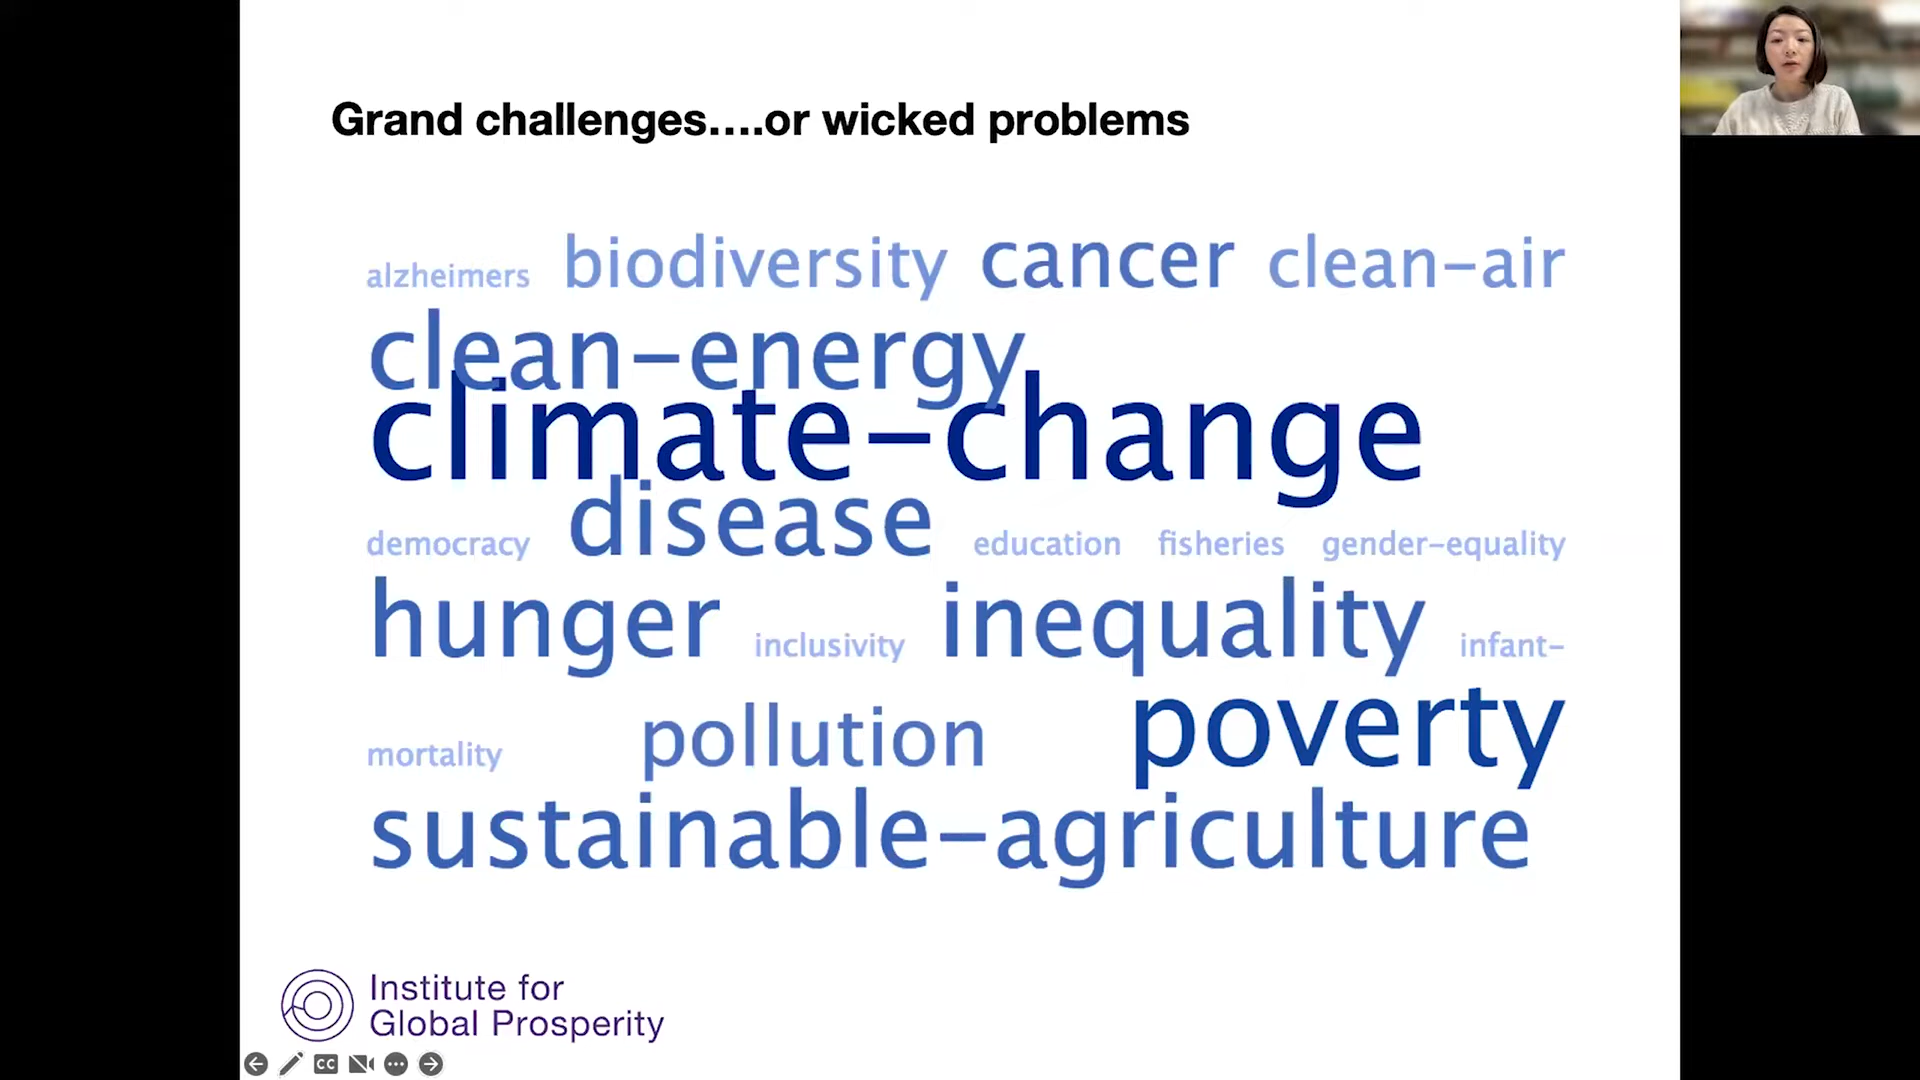 Grand challenges....or wicked problems
alzheimers biodiversity cancer clean-air
clean-energy
climate-change
democracy disease education fisheries gender-equality
hunger inclusivity inequality infant-
mortality pollution poverty
sustainable-agriculture
Institute for
Global Prosperity
CC